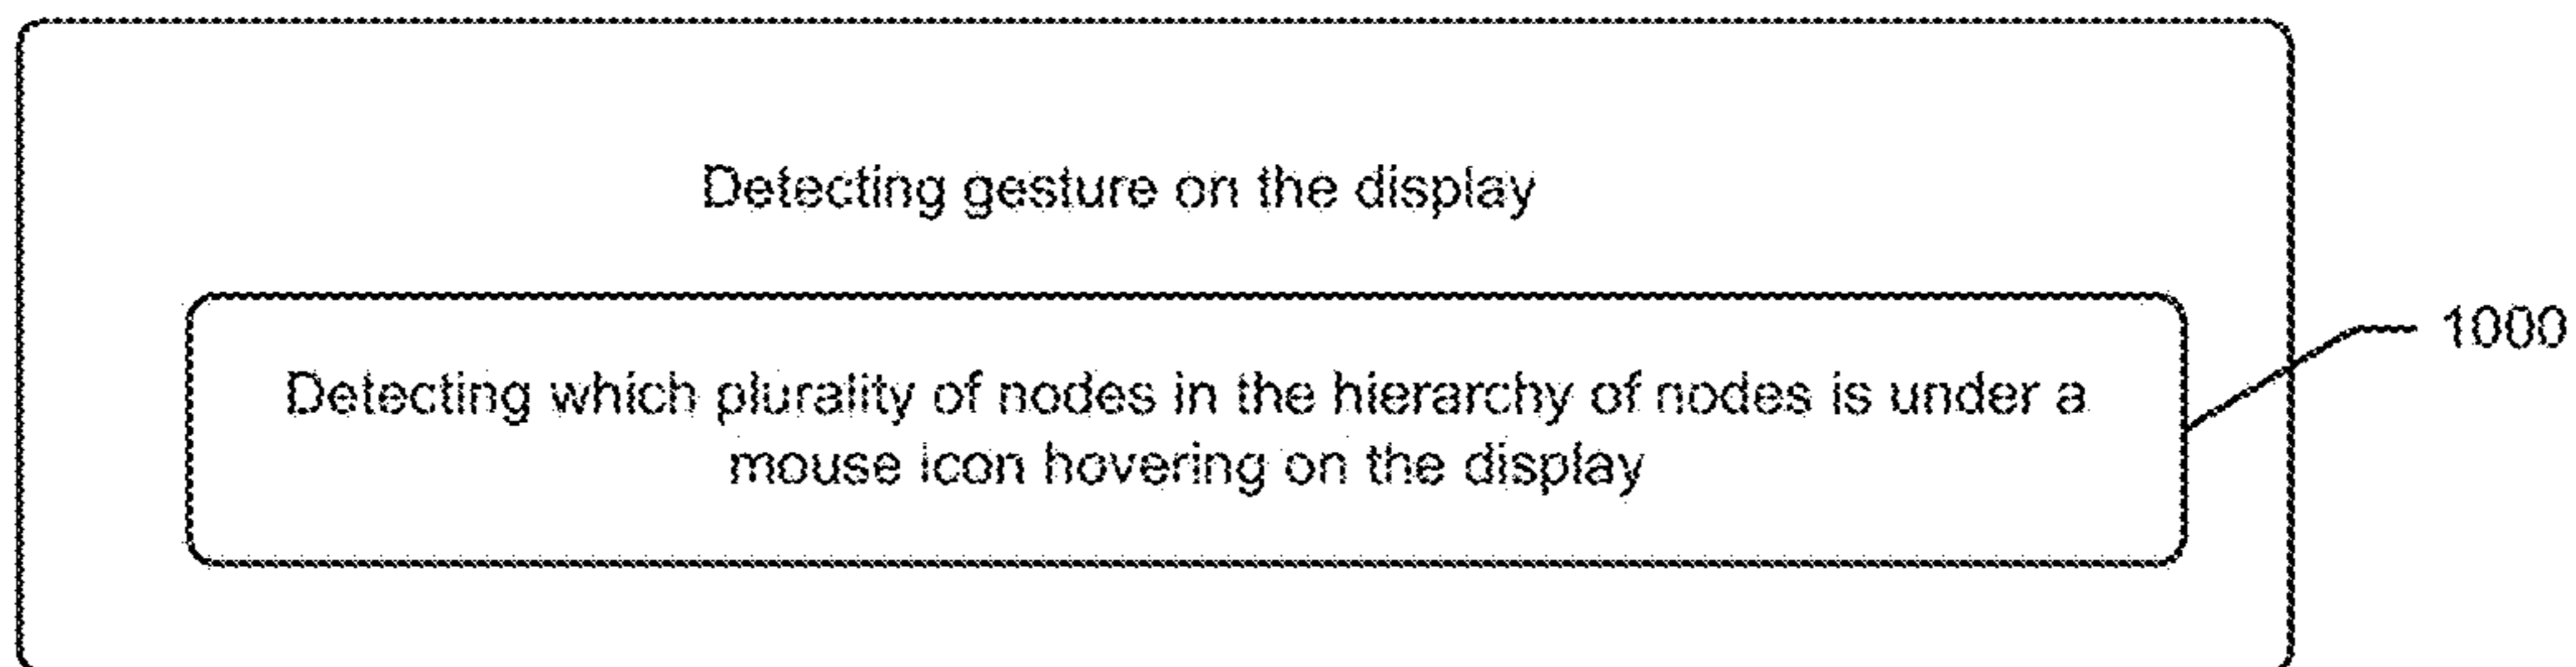 Detecting gesture on the display
Detecting which plurality of nodes in the hierarchy of nodes is under a
mouse icon hovering on the display
1000